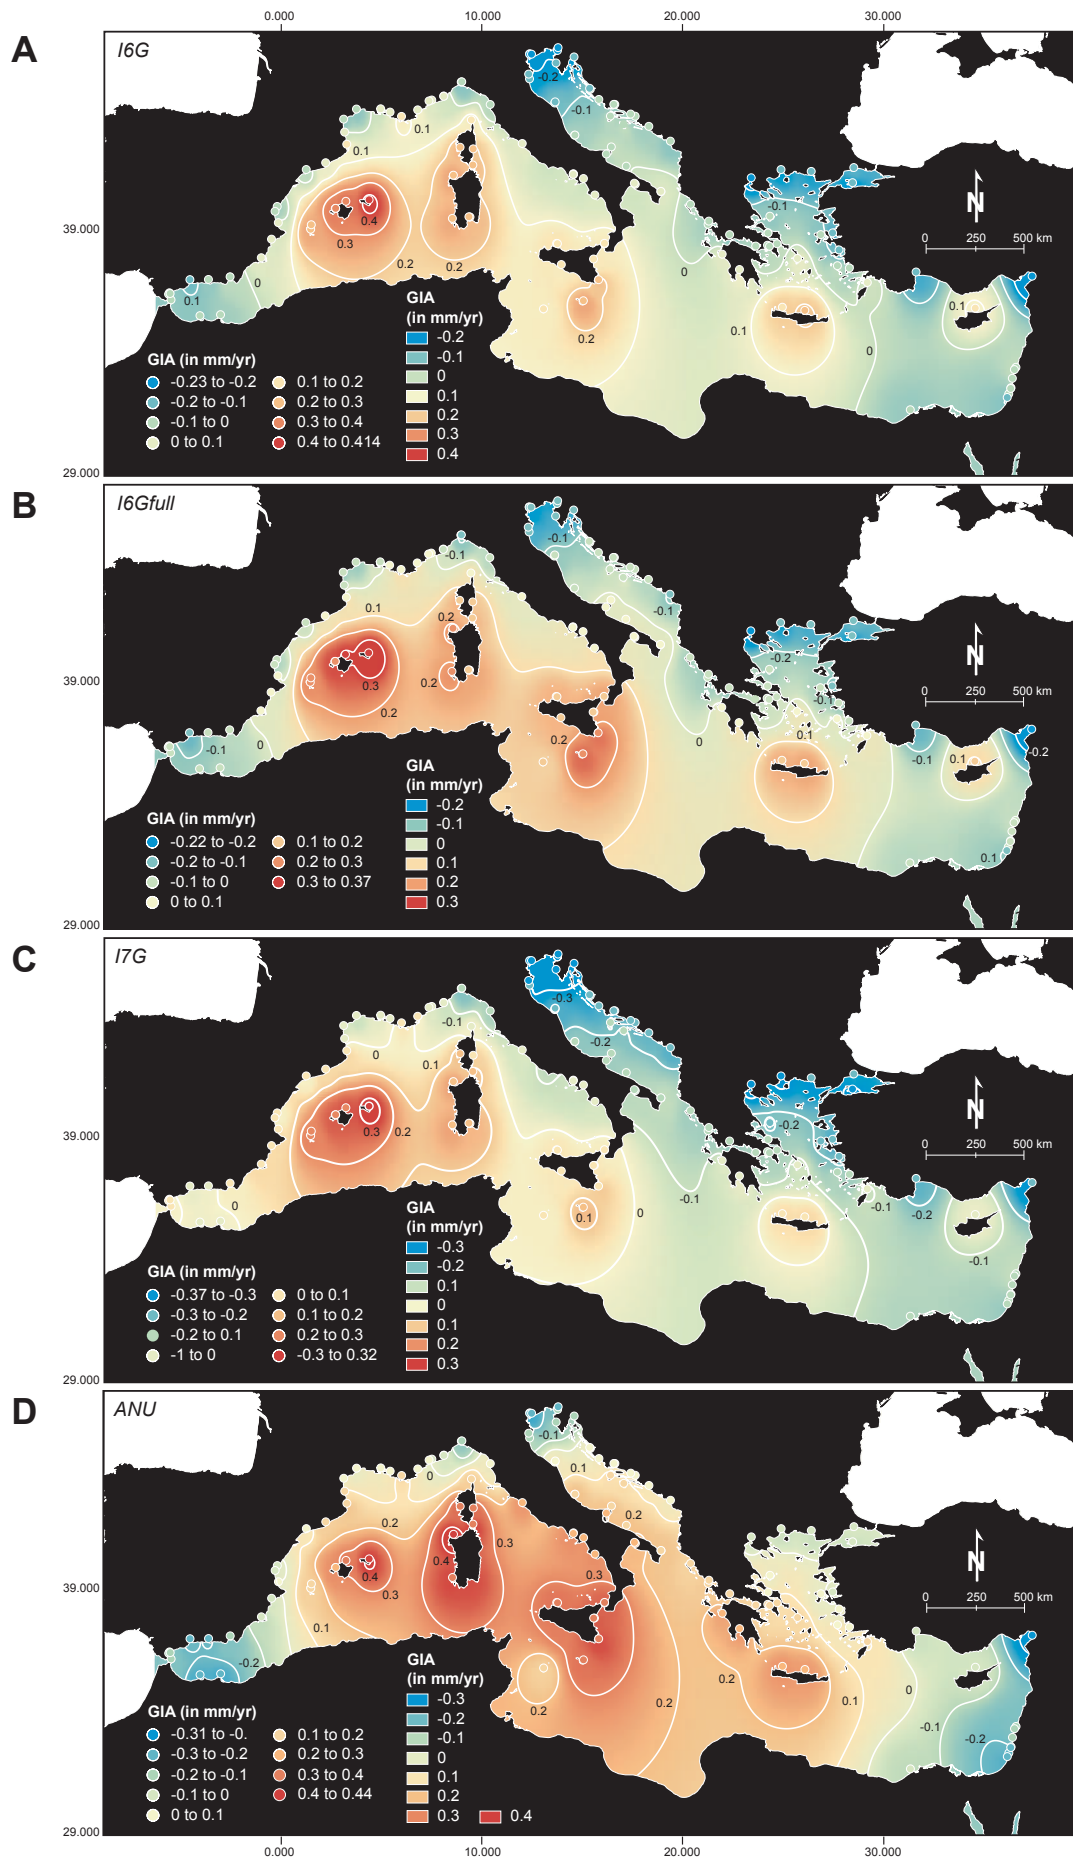 0.000 10.000 20.000 30.000
A
I6G
-0.2
-0.1
0.1
0.1
-0.1
39.000
0.4
0.3
0.2
0.2
0
0
0.1
0.2
0.1
0
0.1
N
0 250 500 km
GIA (in mm/yr)
-0.23 to -0.2
-0.2 to -0.1
-0.1 to 0
0 to 0.1
0.1 to 0.2
0.2 to 0.3
0.3 to 0.4
0.4 to 0.414
GIA
(in mm/yr)
-0.2
-0.1
0
0.1
0.2
0.3
0.4
29.000
B
I6Gfull
-0.1
-0.1
0.1
0.2
-0.1
-0.2
39.000
0.3
0.2
0.2
-0.1
0
-0.1
0.2
0
0.1
-0.1
0.1
-0.2
0.1
N
0 250 500 km
GIA (in mm/yr)
-0.22 to -0.2
-0.2 to -0.1
-0.1 to 0
0 to 0.1
0.1 to 0.2
0.2 to 0.3
0.3 to 0.37
GIA
(in mm/yr)
-0.2
-0.1
0
0.1
0.2
0.3
29.000
C
I7G
-0.3
-0.1
-0.2
0
0.1
-0.2
39.000
0.3
0.2
0
-0.1
0.1
0
-0.1
-0.2
-0.1
N
0 250 500 km
GIA (in mm/yr)
-0.37 to -0.3
-0.3 to -0.2
-0.2 to 0.1
-1 to 0
0 to 0.1
0.1 to 0.2
0.2 to 0.3
-0.3 to 0.32
GIA
(in mm/yr)
-0.3
-0.2
0.1
0
0.1
0.2
0.3
29.000
D
ANU
-0.1
0.1
0
0.2
0.2
0.3
0.4
0.4
0.3
0.3
39.000
0.1
-0.2
0.2
0.2
0.2
0.1
0
-0.1
-0.2
N
0 250 500 km
GIA (in mm/yr)
-0.31 to -0.
-0.3 to -0.2
-0.2 to -0.1
-0.1 to 0
0 to 0.1
0.1 to 0.2
0.2 to 0.3
0.3 to 0.4
0.4 to 0.44
GIA
(in mm/yr)
-0.3
-0.2
-0.1
0
0.1
0.2
0.3 0.4
29.000
0.000 10.000 20.000 30.000